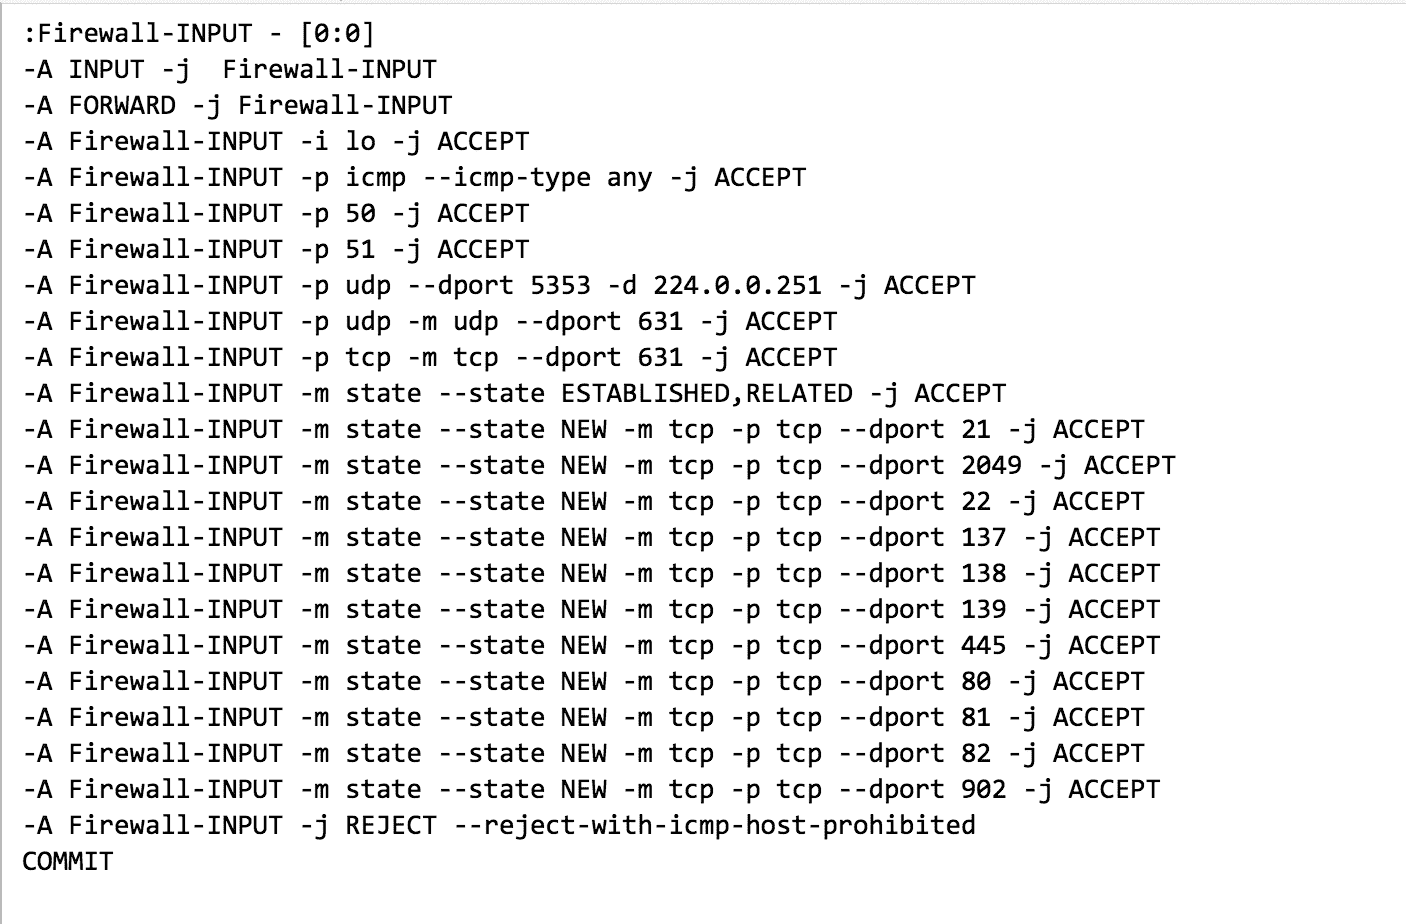 :Firewall-INPUT - [0:0]
-A INPUT -j  Firewall-INPUT
-A FORWARD -j Firewall-INPUT
-A Firewall-INPUT -i lo -j ACCEPT
-A Firewall-INPUT -p icmp --icmp-type any -j ACCEPT
-A Firewall-INPUT -p 50 -j ACCEPT
-A Firewall-INPUT -p 51 -j ACCEPT
-A Firewall-INPUT -p udp --dport 5353 -d 224.0.0.251 -j ACCEPT
-A Firewall-INPUT -p udp -m udp --dport 631 -j ACCEPT
-A Firewall-INPUT -p tcp -m tcp --dport 631 -j ACCEPT
-A Firewall-INPUT -m state --state ESTABLISHED,RELATED -j ACCEPT
-A Firewall-INPUT -m state --state NEW -m tcp -p tcp --dport 21 -j ACCEPT
-A Firewall-INPUT -m state --state NEW -m tcp -p tcp --dport 2049 -j ACCEPT
-A Firewall-INPUT -m state --state NEW -m tcp -p tcp --dport 22 -j ACCEPT
-A Firewall-INPUT -m state --state NEW -m tcp -p tcp --dport 137 -j ACCEPT
-A Firewall-INPUT -m state --state NEW -m tcp -p tcp --dport 138 -j ACCEPT
-A Firewall-INPUT -m state --state NEW -m tcp -p tcp --dport 139 -j ACCEPT
-A Firewall-INPUT -m state --state NEW -m tcp -p tcp --dport 445 -j ACCEPT
-A Firewall-INPUT -m state --state NEW -m tcp -p tcp --dport 80 -j ACCEPT
-A Firewall-INPUT -m state --state NEW -m tcp -p tcp --dport 81 -j ACCEPT
-A Firewall-INPUT -m state --state NEW -m tcp -p tcp --dport 82 -j ACCEPT
-A Firewall-INPUT -m state --state NEW -m tcp -p tcp --dport 902 -j ACCEPT
-A Firewall-INPUT -j REJECT --reject-with-icmp-host-prohibited
COMMIT